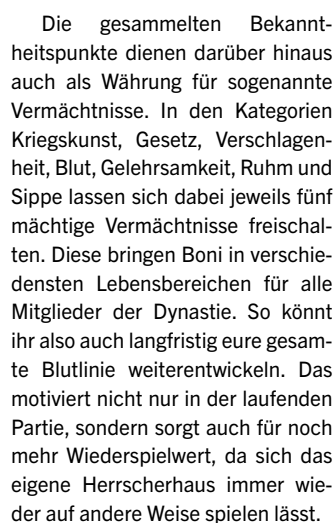 Die gesammelten Bekannt-
heitspunkte dienen darüber hinaus
auch als Währung für sogenannte
Vermächtnisse. In den Kategorien
Kriegskunst, Gesetz, Verschlagen-
heit, Blut, Gelehrsamkeit, Ruhm und
Sippe lassen sich dabei jeweils fünf
mächtige Vermächtnisse freischal-
ten. Diese bringen Boni in verschie-
densten Lebensbereichen für alle
Mitglieder der Dynastie. So könnt
ihr also auch langfristig eure gesam-
te Blutlinie weiterentwickeln. Das
motiviert nicht nur in der laufenden
Partie, sondern sorgt auch für noch
mehr Wiederspielwert, da sich das
eigene Herrscherhaus immer wie-
der auf andere Weise spielen lässt.